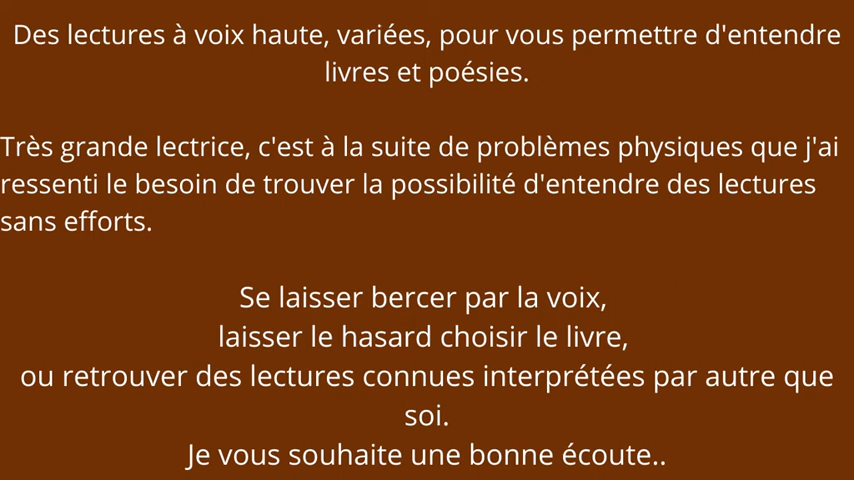 Des lectures à voix haute, variées, pour vous permettre d'entendre
livres et poésies.
Très grande lectrice, c'est à la suite de problèmes physiques que j'ai
ressenti le besoin de trouver la possibilité d'entendre des lectures
sans efforts.
Se laisser bercer par la voix,
laisser le hasard choisir le livre,
ou retrouver des lectures connues interprétées par autre que
soi.
Je vous souhaite une bonne écoute..